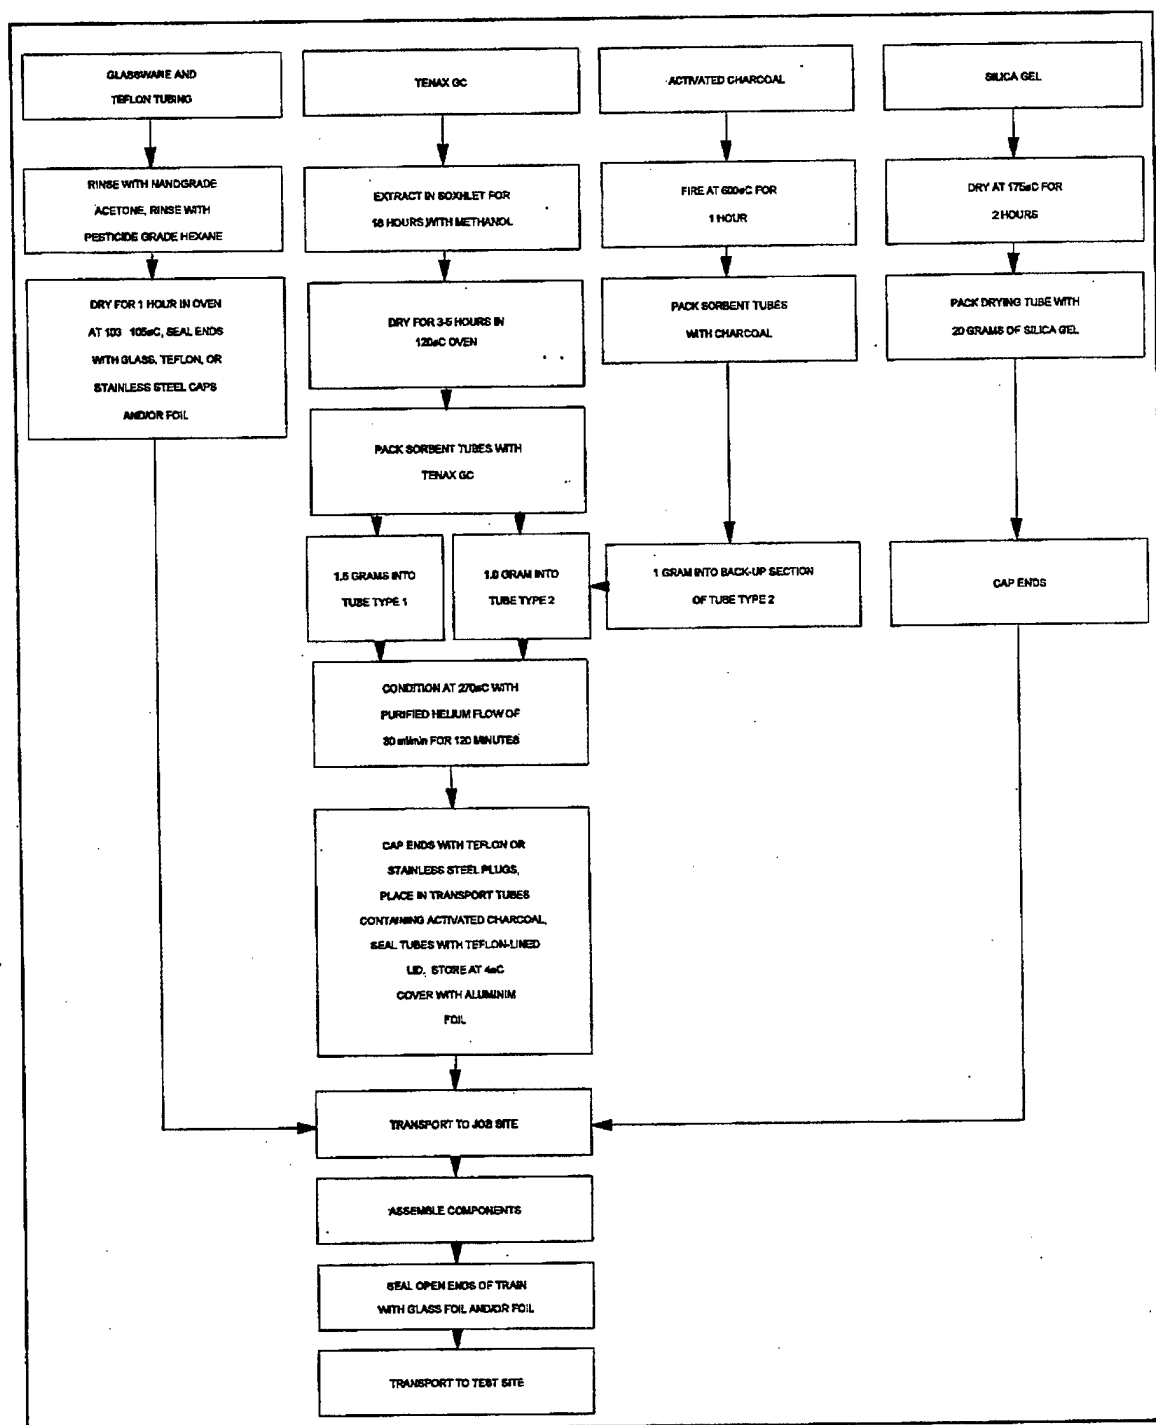 GLASSWARE AND
TEFLON TUBING
TENAX GC
ACTIVATED CHARCOAL
SILICA GEL
RINSE WITH NANDGRADE
ACETONE, RINSE WITH
PESTICIDE GRADE HEXANE
EXTRACT IN SOXHLET FOR
18 HOURS WITH METHANOL
FIRE AT 600øC FOR
1 HOUR
DRY AT 175øC FOR
2 HOURS
DRY FOR 1 HOUR IN OVEN
AT 103 105øC, SEAL ENDS
WITH GLASS, TEFLON, OR
STAINLESS STEEL CAPS
AND/OR FOIL
DRY FOR 3-5 HOURS IN
120øC OVEN
PACK SORBENT TUBES
WITH CHARCOAL
PACK DRYING TUBE WITH
20 GRAMS OF SILICA GEL
PACK SORBENT TUBES WITH
TENAX GC
1.5 GRAMS INTO
TUBE TYPE 1
1.0 GRAM INTO
TUBE TYPE 2
1 GRAM INTO BACK-UP SECTION
OF TUBE TYPE 2
CAP ENDS
CONDITION AT 270øC WITH
PURIFIED HELIUM FLOW OF
30 ml/min FOR 120 MINUTES
CAP ENDS WITH TEFLON OR
STAINLESS STEEL PLUGS,
PLACE IN TRANSPORT TUBES
CONTAINING ACTIVATED CHARCOAL,
SEAL TUBES WITH TEFLON-LINED
LID. STORE AT 4øC
COVER WITH ALUMINIM
FOIL
TRANSPORT TO JOB SITE
ASSEMBLE COMPONENTS
SEAL OPEN ENDS OF TRAIN
WITH GLASS FOIL AND/OR FOIL
TRANSPORT TO TEST SITE